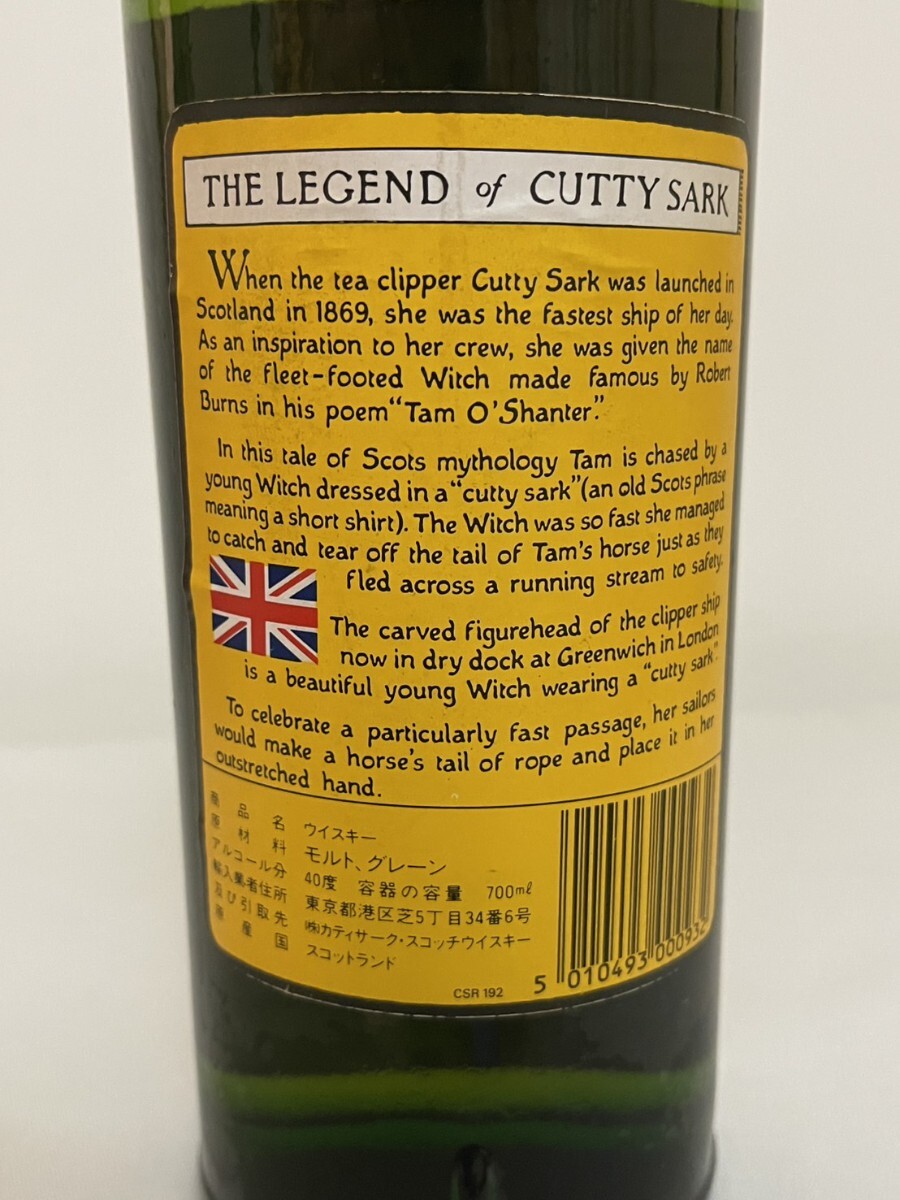 THE LEGEND of CUTTY SARK
When the tea clipper Cutty Sark was launched in
Scotland in 1869, she was the fastest ship of her day.
As an inspiration to her crew, she was given the name
of the fleet-footed Witch made famous by Robert
Burns in his poem “Tam O'Shanter.”
In this tale of Scots mythology Tam is chased by a
young Witch dressed in a “cutty sark” (an old Scots phrase
meaning a short shirt). The Witch was so fast she managed
to catch and tear off the tail of Tam's horse just as they
fled across a running stream to safety.
The carved figurehead of the clipper ship
now in dry dock at Greenwich in London
is a beautiful young Witch wearing a “cutty sark”.
To celebrate a particularly fast passage, her sailors
would make a horse's tail of rope and place it in her
outstretched hand.
商品名 ウイスキー
原材料 モルト、グレーン
アルコール分 40度 容器の容量 700ml
輸入業者住所 東京都港区芝5丁目34番6号
及び引取先 ㈱カティサーク・スコッチウイスキー
原産国 スコットランド
CSR 192
5 010493 000932